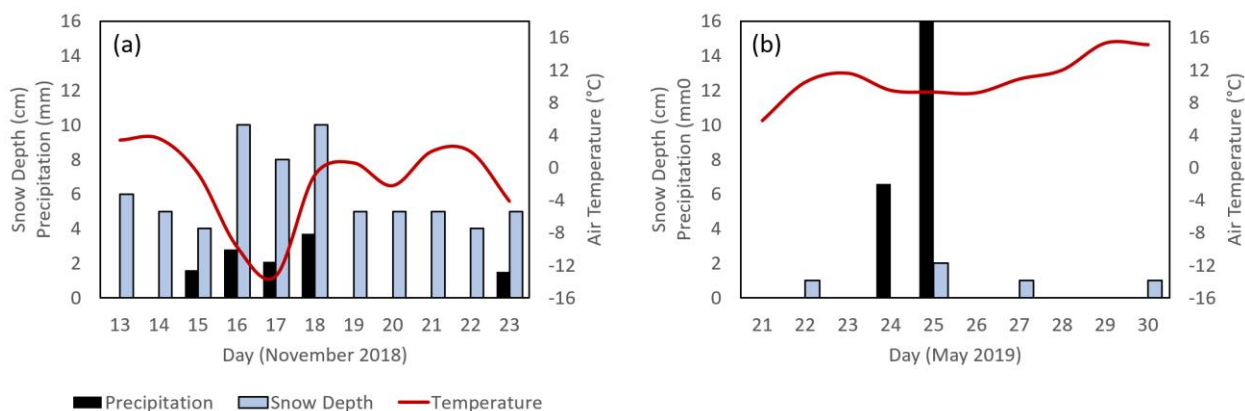 (a)
16
14
12
10
8
6
4
2
0
Snow Depth (cm)
Precipitation (mm)
16
12
8
4
0
-4
-8
-12
-16
Air Temperature (°C)
13 14 15 16 17 18 19 20 21 22 23
Day (November 2018)
(b)
16
14
12
10
8
6
4
2
0
Snow Depth (cm)
Precipitation (mm0
16
12
8
4
0
-4
-8
-12
-16
Air Temperature (°C)
21 22 23 24 25 26 27 28 29 30
Day (May 2019)
Precipitation Snow Depth Temperature